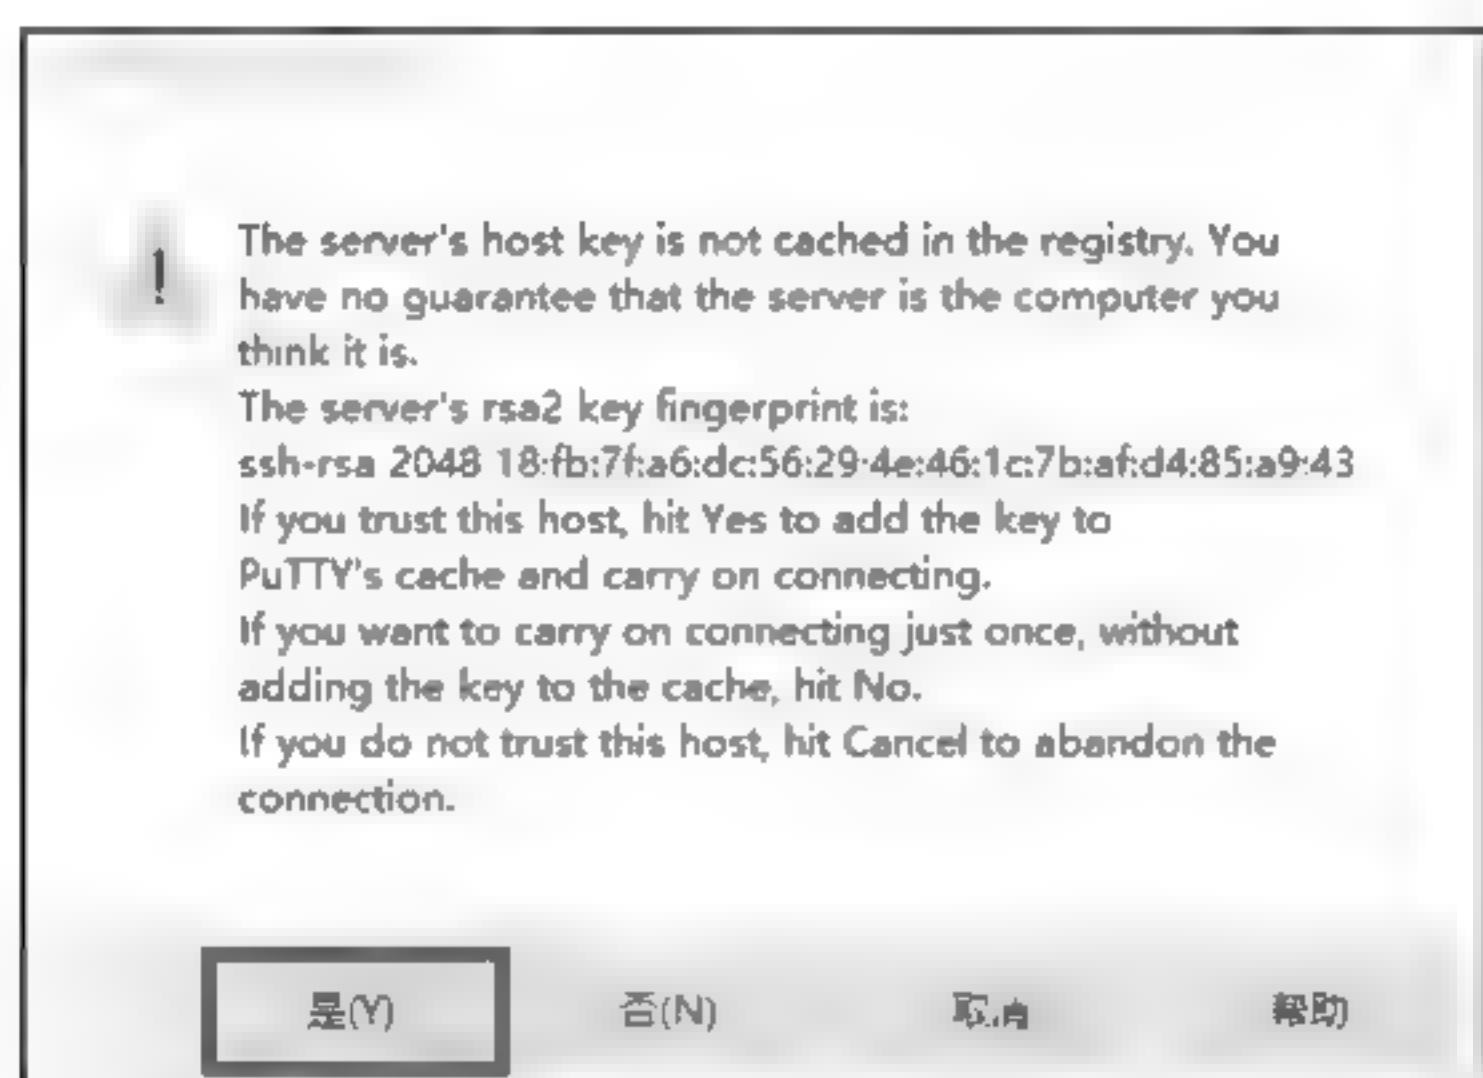 The server's host key is not cached in the registry. You
have no guarantee that the server is the computer you
think it is.
The server's rsa2 key fingerprint is:
ssh-rsa 2048 18:fb:7f:a6:dc:56:29:4e:46:1c:7b:af:d4:85:a9:43
If you trust this host, hit Yes to add the key to
PuTTY's cache and carry on connecting.
If you want to carry on connecting just once, without
adding the key to the cache, hit No.
If you do not trust this host, hit Cancel to abandon the
connection.
是(Y) 否(N) 取消 帮助